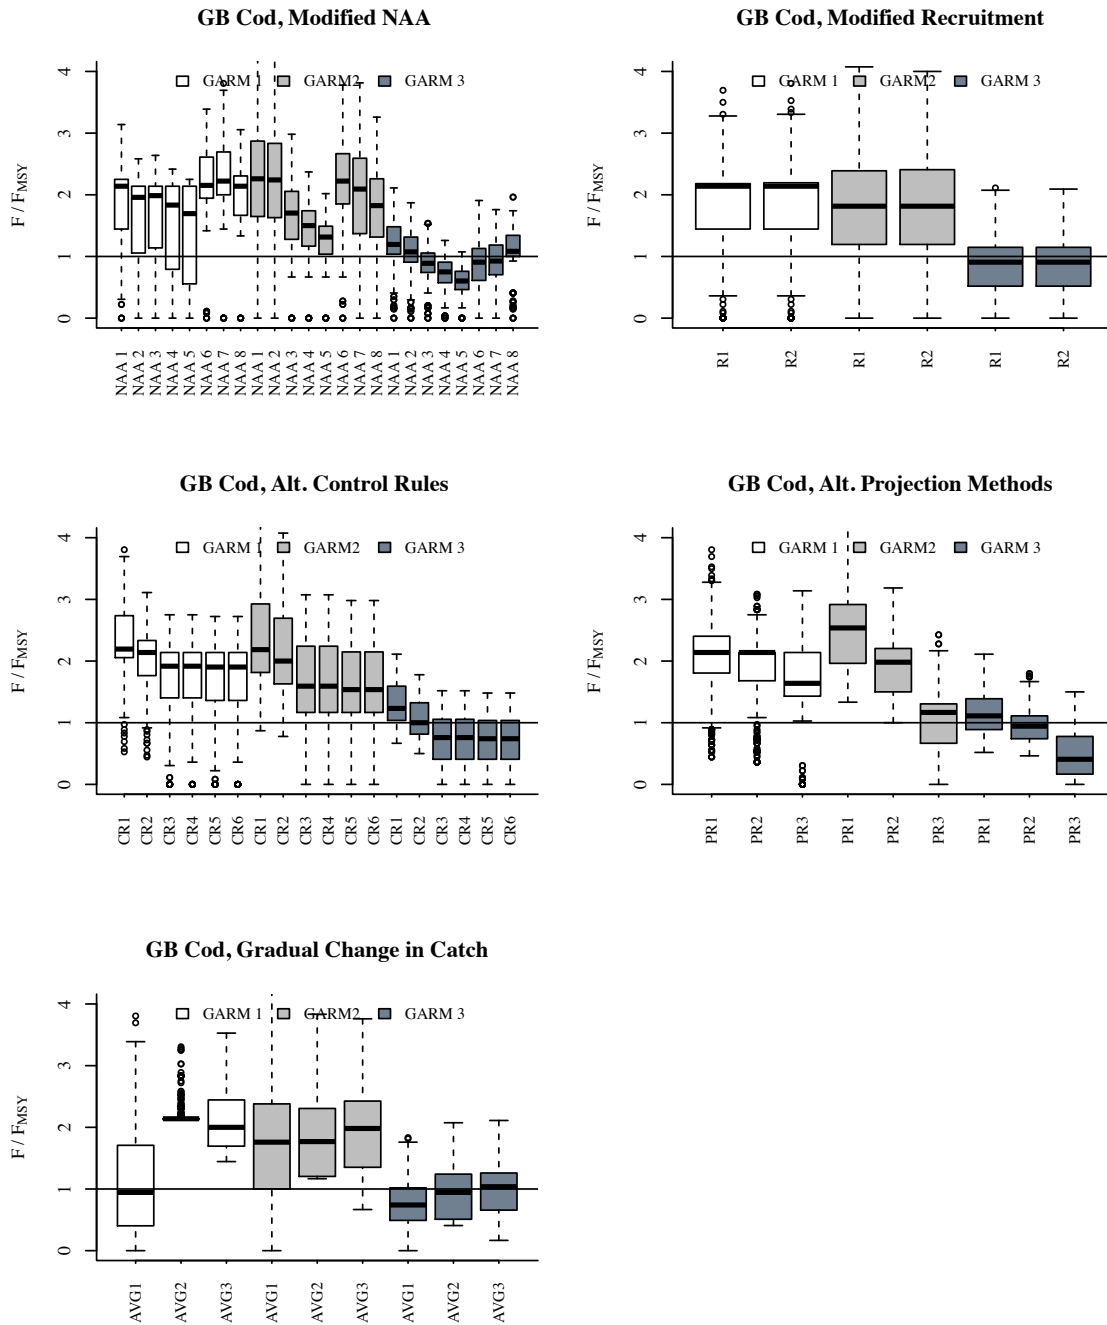 GB Cod, Modified NAA
GARM 1 GARM2 GARM 3
F / FMSY
4
3
2
1
0
NAA 1 NAA 2 NAA 3 NAA 4 NAA 5 NAA 6 NAA 7 NAA 8 NAA 1 NAA 2 NAA 3 NAA 4 NAA 5 NAA 6 NAA 7 NAA 8 NAA 1 NAA 2 NAA 3 NAA 4 NAA 5 NAA 6 NAA 7 NAA 8
GB Cod, Modified Recruitment
GARM 1 GARM2 GARM 3
F / FMSY
4
3
2
1
0
R1 R2 R1 R2 R1 R2
GB Cod, Alt. Control Rules
GARM 1 GARM2 GARM 3
F / FMSY
4
3
2
1
0
CR1 CR2 CR3 CR4 CR5 CR6 CR1 CR2 CR3 CR4 CR5 CR6 CR1 CR2 CR3 CR4 CR5 CR6
GB Cod, Alt. Projection Methods
GARM 1 GARM2 GARM 3
F / FMSY
4
3
2
1
0
PR1 PR2 PR3 PR1 PR2 PR3 PR1 PR2 PR3
GB Cod, Gradual Change in Catch
GARM 1 GARM2 GARM 3
F / FMSY
4
3
2
1
0
AVG1 AVG2 AVG3 AVG1 AVG2 AVG3 AVG1 AVG2 AVG3